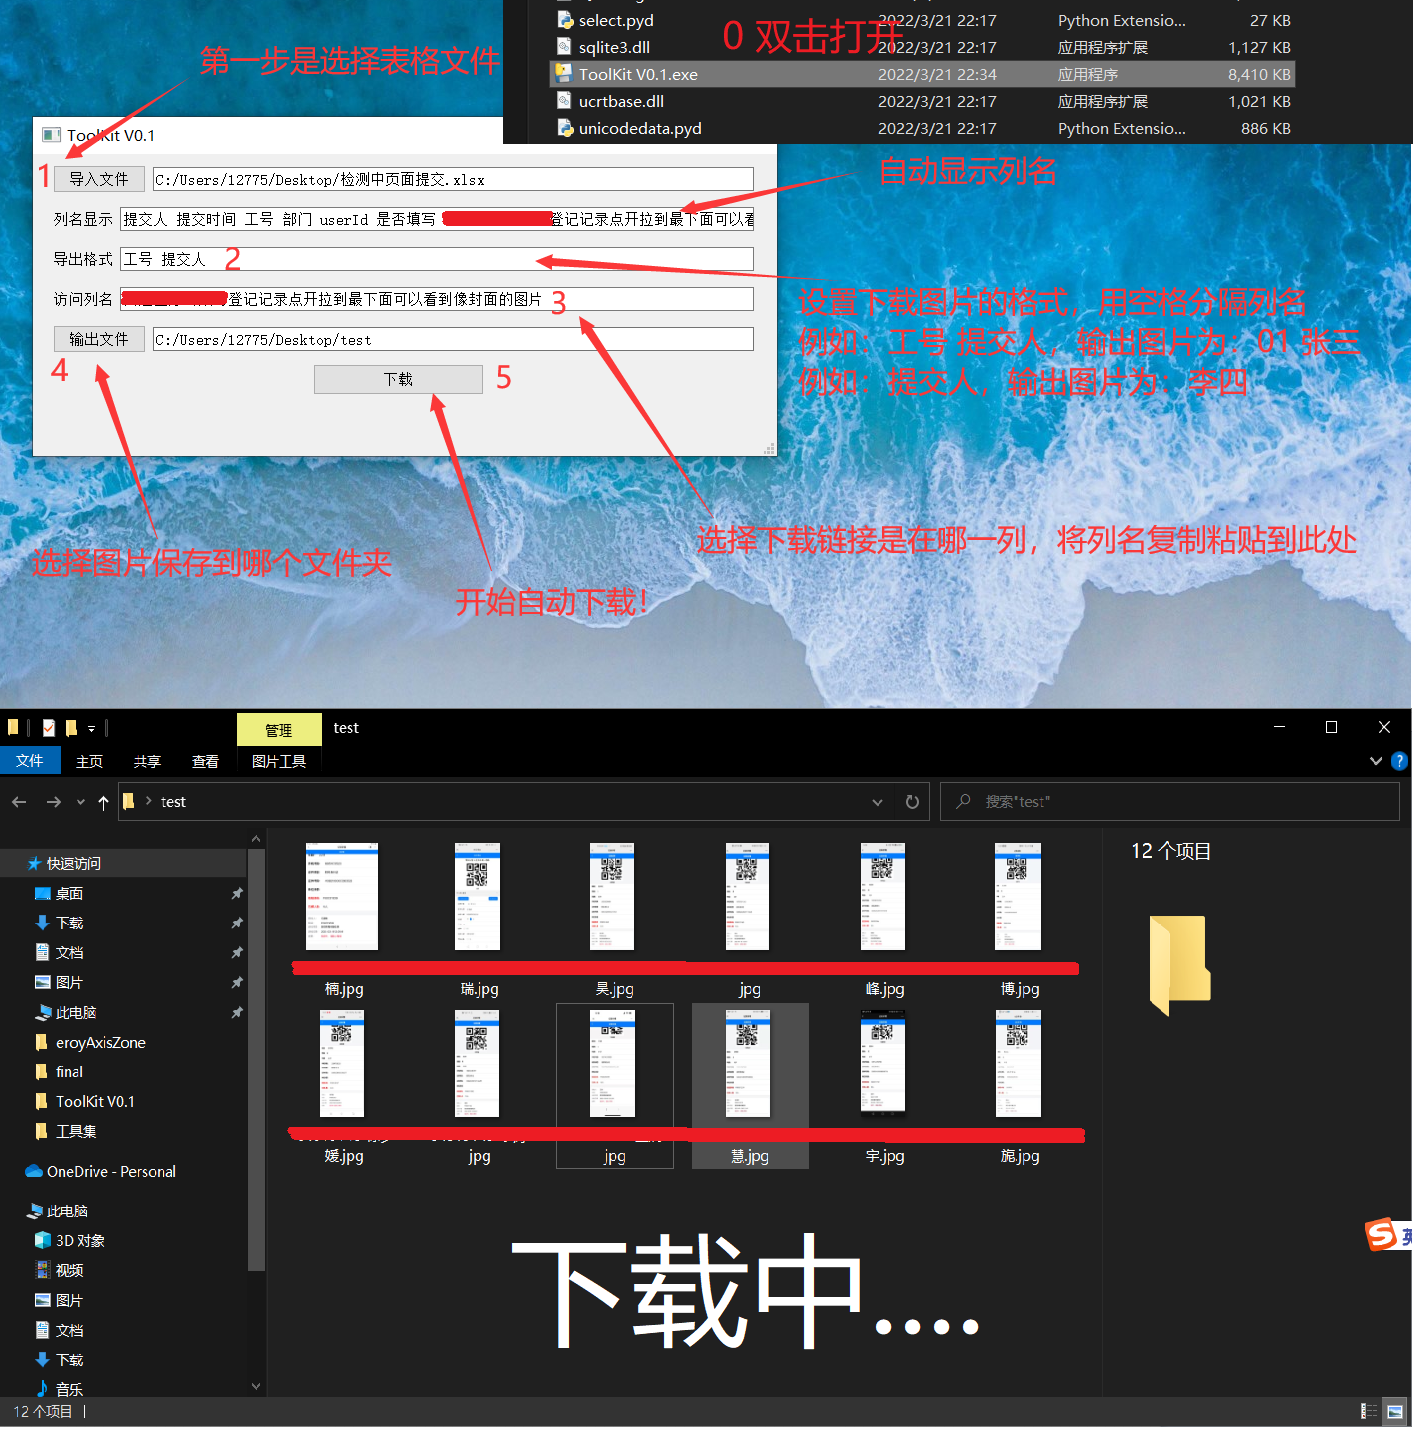 select.pyd 2022/3/21 22:17 Python Extensio... 27 KB
0 双击打开
sqlite3.dll 2022/3/21 22:17 应用程序扩展 1,127 KB
ToolKit V0.1.exe 2022/3/21 22:34 应用程序 8,410 KB
ucrtbase.dll 2022/3/21 22:17 应用程序扩展 1,021 KB
unicodedata.pyd 2022/3/21 22:17 Python Extensio... 886 KB
第一步是选择表格文件
ToolKit V0.1
1 导入文件 C:/Users/12775/Desktop/检测中页面提交.xlsx
自动显示列名
列名显示 提交人 提交时间 工号 部门 userId 是否填写 登记记录点开拉到最下面可以看
导出格式 工号 提交人 2
访问列名 登记记录点开拉到最下面可以看到像封面的图片 3
设置下载图片的格式，用空格分隔列名
例如：工号 提交人，输出图片为：01 张三
例如：提交人，输出图片为：李四
输出文件 C:/Users/12775/Desktop/test
4
下载 5
选择下载链接是在哪一列，将列名复制粘贴到此处
选择图片保存到哪个文件夹
开始自动下载！
管理 test
文件 主页 共享 查看 图片工具
test
搜索"test"
快速访问
桌面
下载
文档
图片
此电脑
eroyAxisZone
final
ToolKit V0.1
工具集
OneDrive - Personal
此电脑
3D 对象
视频
图片
文档
下载
音乐
楠.jpg 瑞.jpg 昊.jpg jpg 峰.jpg 博.jpg
媛.jpg jpg jpg 慧.jpg 宇.jpg 旎.jpg
12 个项目
下载中....
12 个项目
英